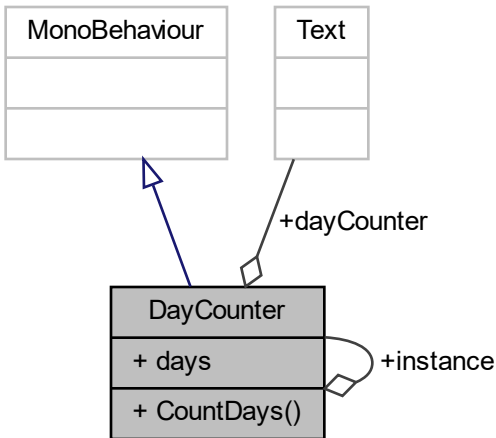 MonoBehaviour
Text
+dayCounter
DayCounter
+ days
+instance
+ CountDays()